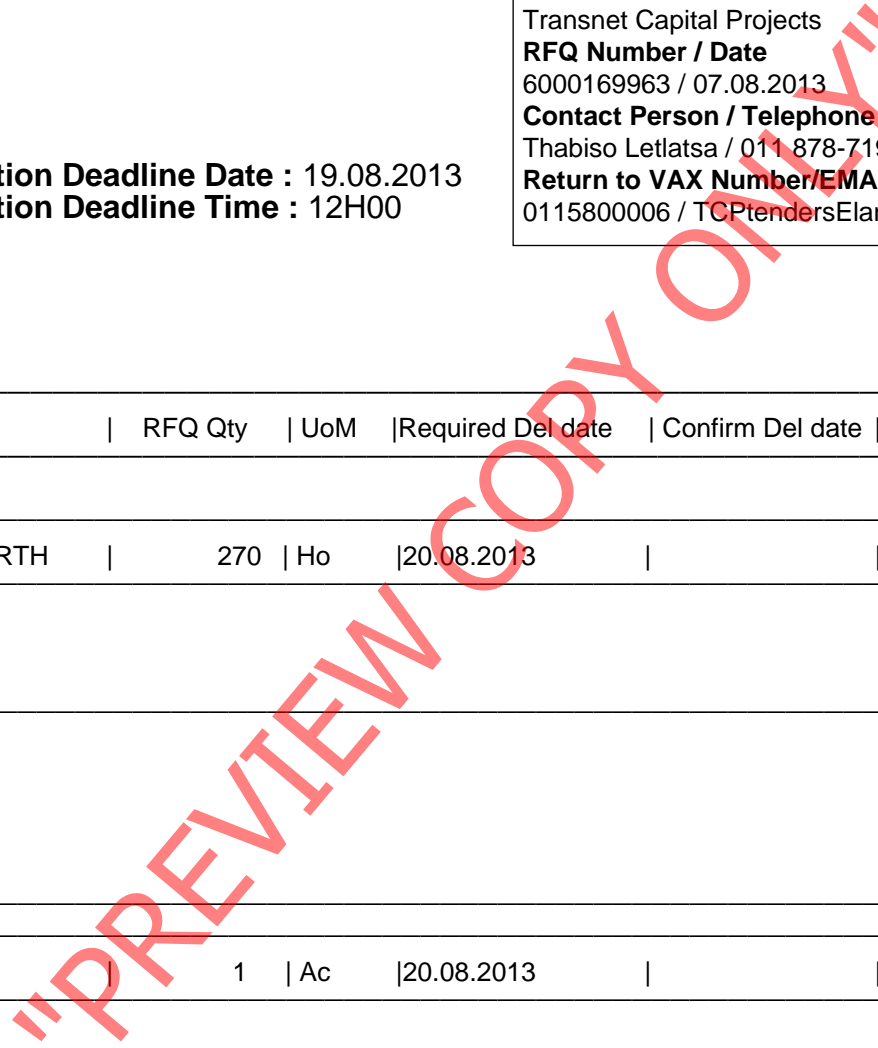 Transnet Capital Projects
RFQ Number / Date
6000169963 / 07.08.2013
Contact Person / Telephone
Thabiso Letlatsa / 011 878-719
Return to VAX Number/EMA
0115800006 / TCPtendersElan
tion Deadline Date : 19.08.2013
tion Deadline Time : 12H00
| RFQ Qty | UoM |Required Del date | Confirm Del date |
RTH | 270 | Ho |20.08.2013 | |
| 1 | Ac |20.08.2013 | |
"PREVIEW COPY ONLY"